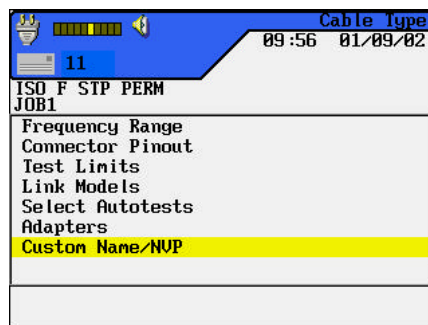 Cable Type
09:56 01/09/02
11
ISO F STP PERM
JOB1
Frequency Range
Connector Pinout
Test Limits
Link Models
Select Autotests
Adapters
Custom Name/NVP